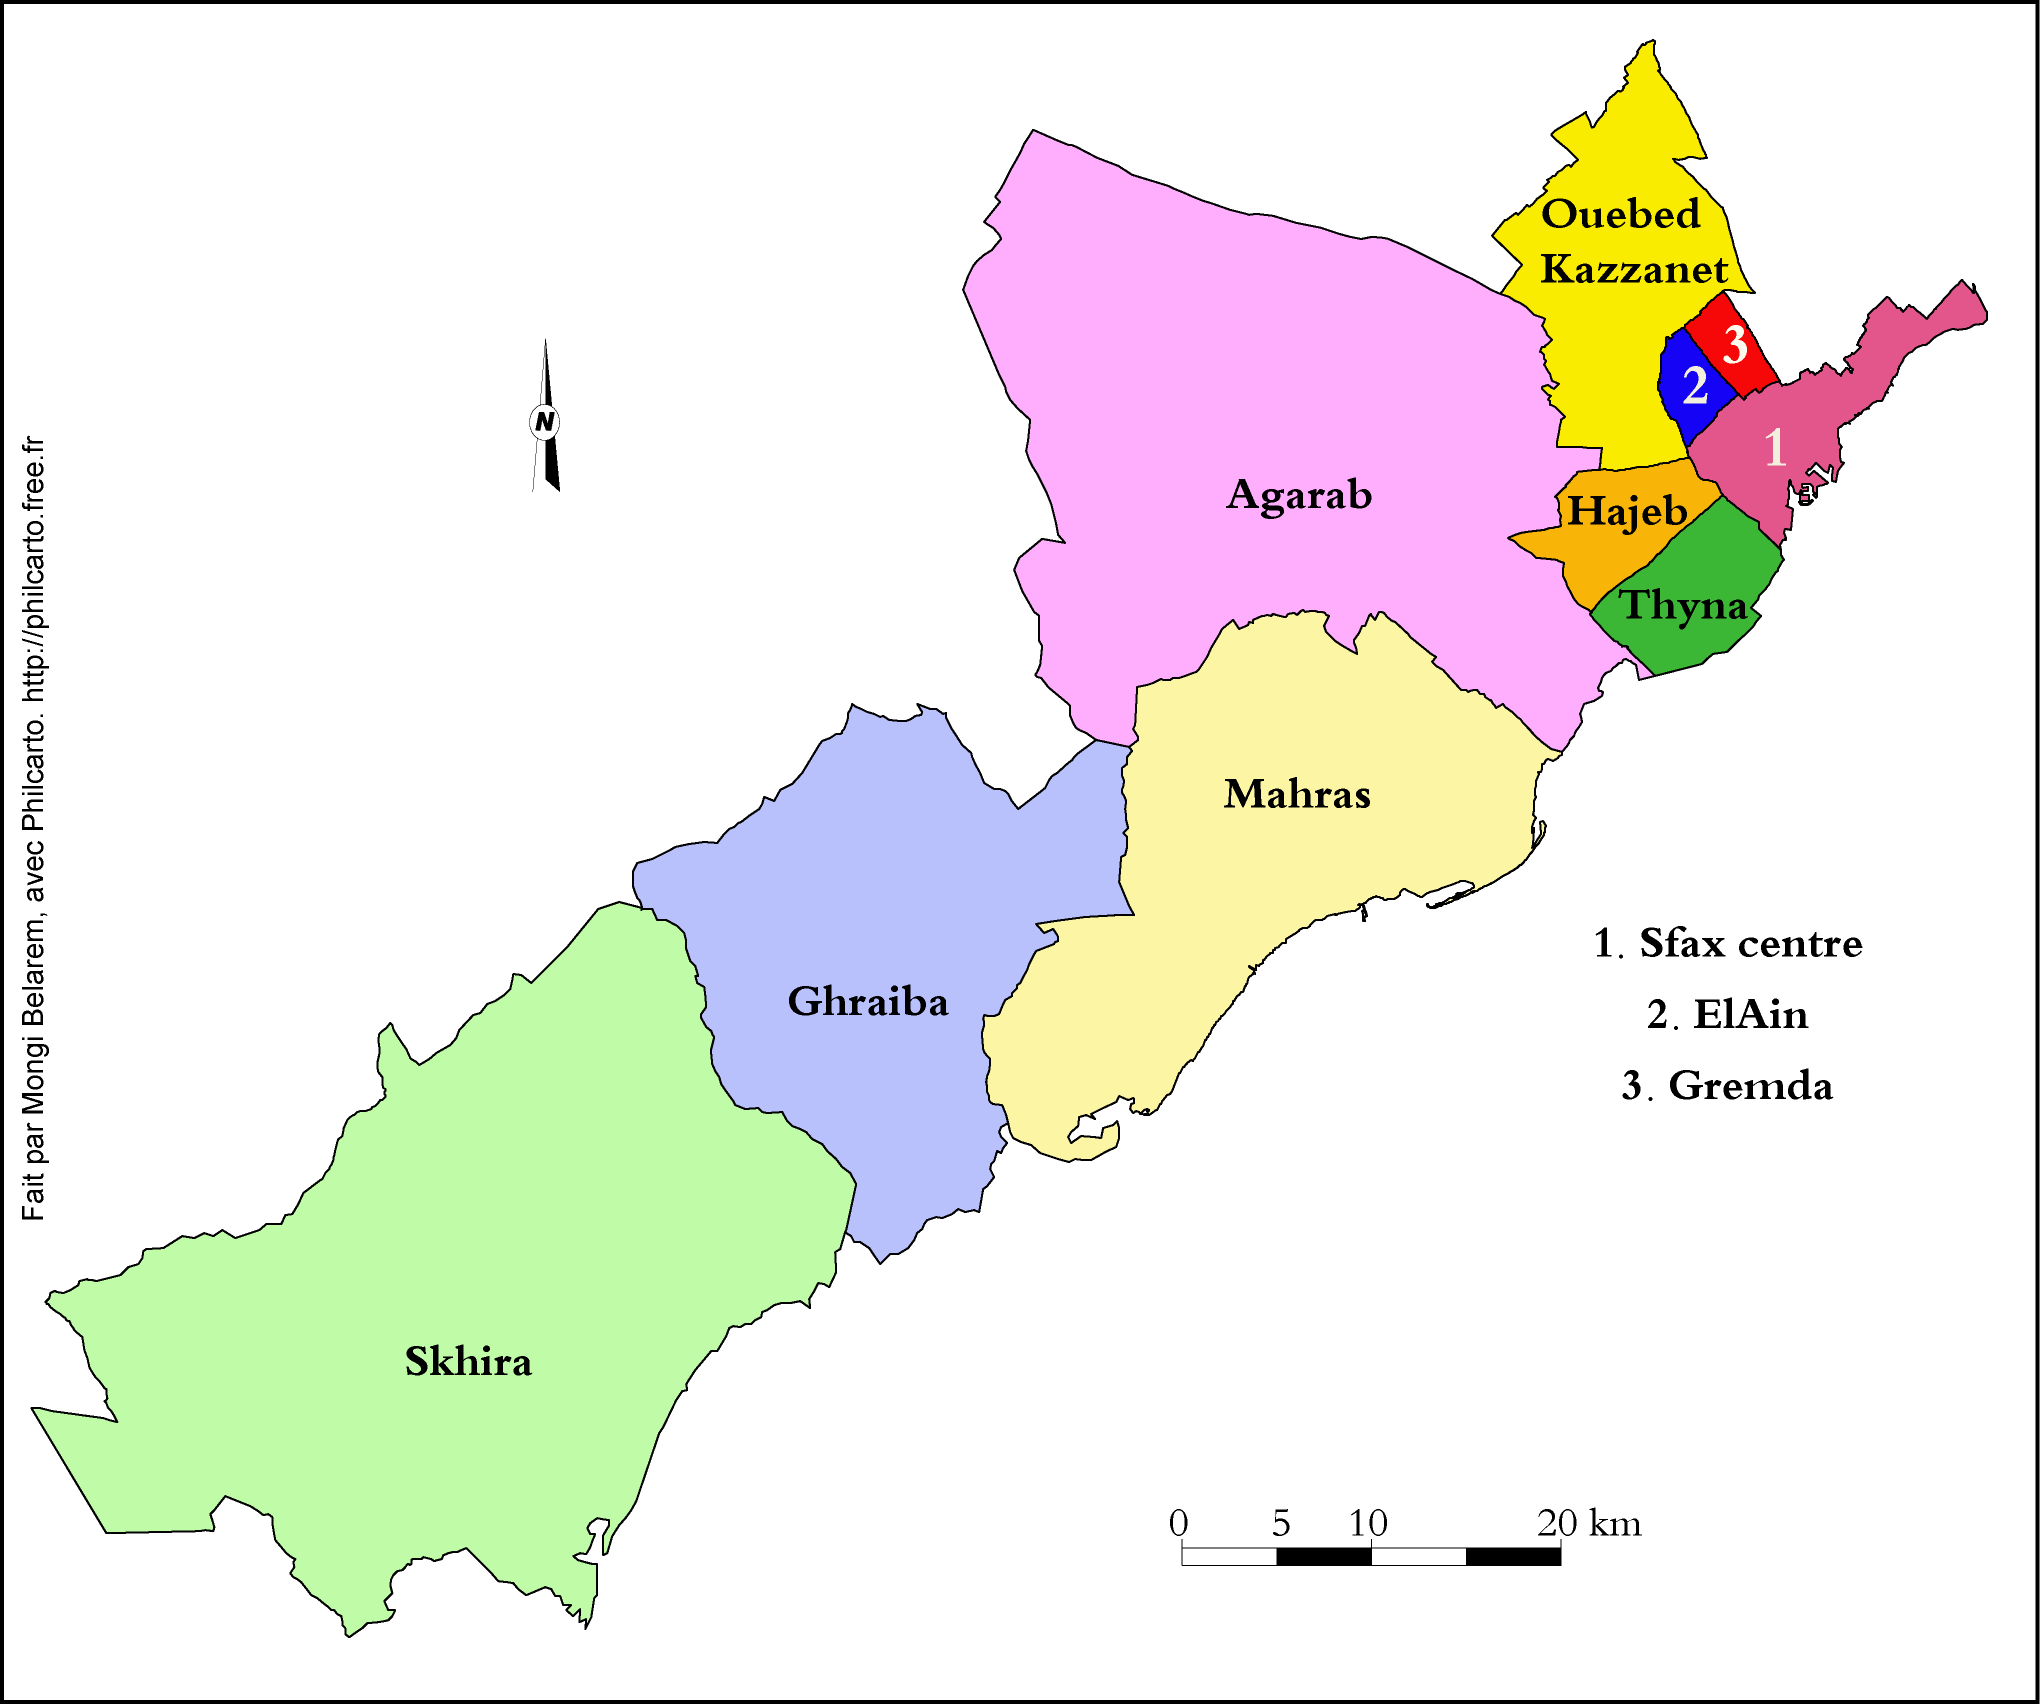 Ouebed
Kazzanet
3
2
1
Agarab
Hajeb
Thyna
N
Mahras
Ghraiba
Skhira
1. Sfax centre
2. ElAin
3. Gremda
0 5 10 20 km
Fait par Mongi Belarem, avec Philcarto. http://philcarto.free.fr